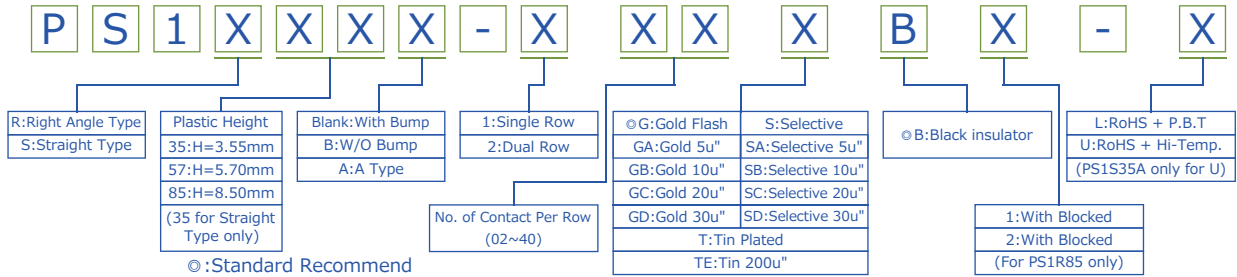 P S 1 X X X X - X X X X B X - X
R:Right Angle Type
S:Straight Type
Plastic Height
35:H=3.55mm
57:H=5.70mm
85:H=8.50mm
(35 for Straight
Type only)
Blank:With Bump
B:W/O Bump
A:A Type
1:Single Row
2:Dual Row
No. of Contact Per Row
(02~40)
◎G:Gold Flash S:Selective
GA:Gold 5u" SA:Selective 5u"
GB:Gold 10u" SB:Selective 10u"
GC:Gold 20u" SC:Selective 20u"
GD:Gold 30u" SD:Selective 30u"
T:Tin Plated
TE:Tin 200u"
◎B:Black insulator
1:With Blocked
2:With Blocked
(For PS1R85 only)
L:RoHS + P.B.T
U:RoHS + Hi-Temp.
(PS1S35A only for U)
◎:Standard Recommend